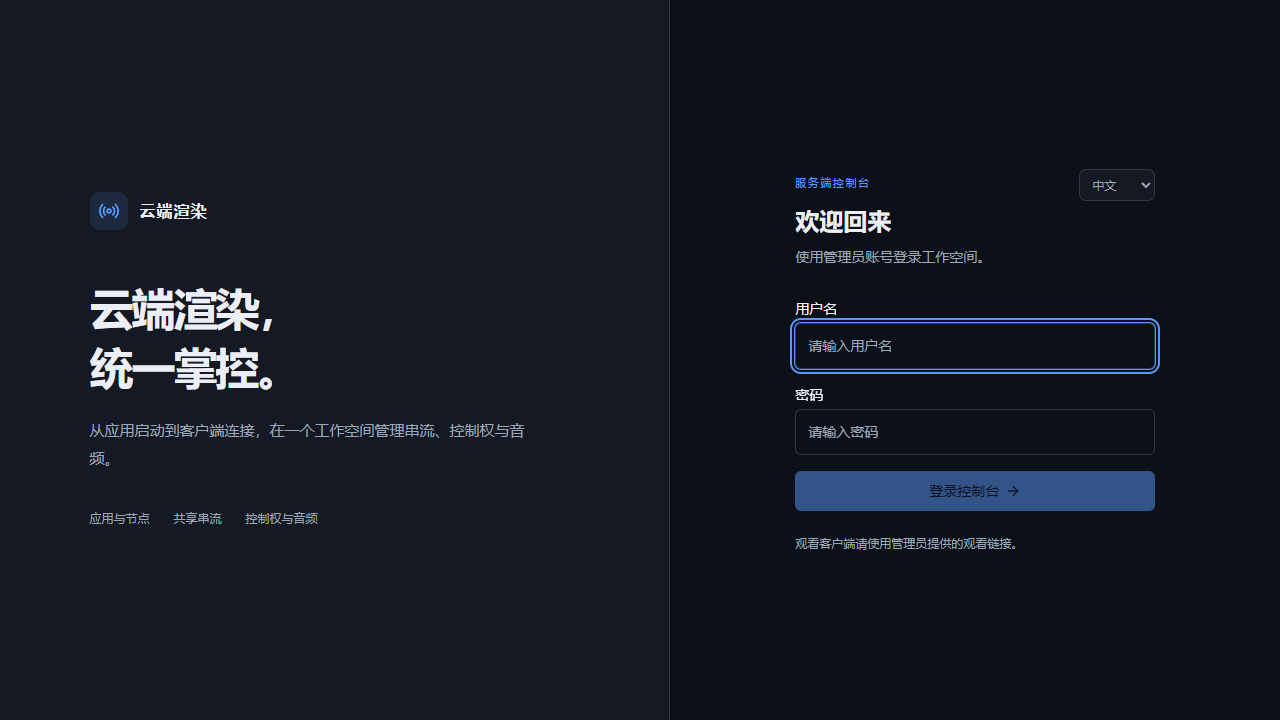 云端渲染
云端渲染，
统一掌控。
从应用启动到客户端连接，在一个工作空间管理串流、控制权与音
频。
应用与节点 共享串流 控制权与音频
服务端控制台
中文
欢迎回来
使用管理员账号登录工作空间。
用户名
请输入用户名
密码
请输入密码
登录控制台 →
观看客户端请使用管理员提供的观看链接。